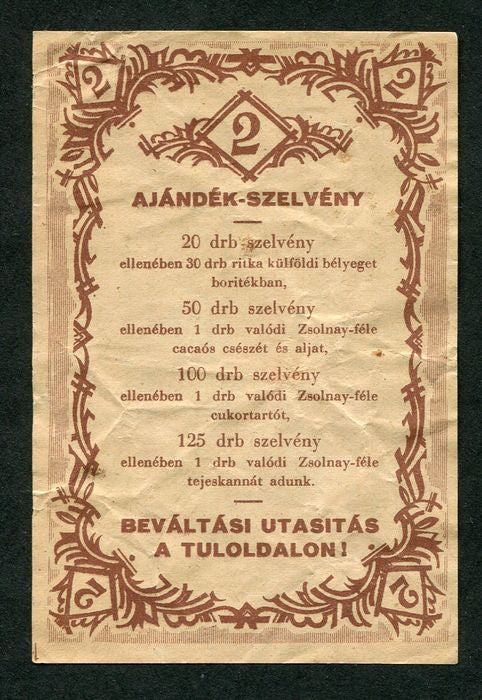 2 2
2
AJÁNDÉK-SZELVÉNY
20 drb szelvény
ellenében 30 drb ritka külföldi bélyeget
boritékban,
50 drb szelvény
ellenében 1 drb valódi Zsolnay-féle
cacaós csészét és aljat,
100 drb szelvény
ellenében 1 drb valódi Zsolnay-féle
cukortartót,
125 drb szelvény
ellenében 1 drb valódi Zsolnay-féle
tejeskannát adunk.
BEVÁLTÁSI UTASITÁS
A TULOLDALON!
2 2